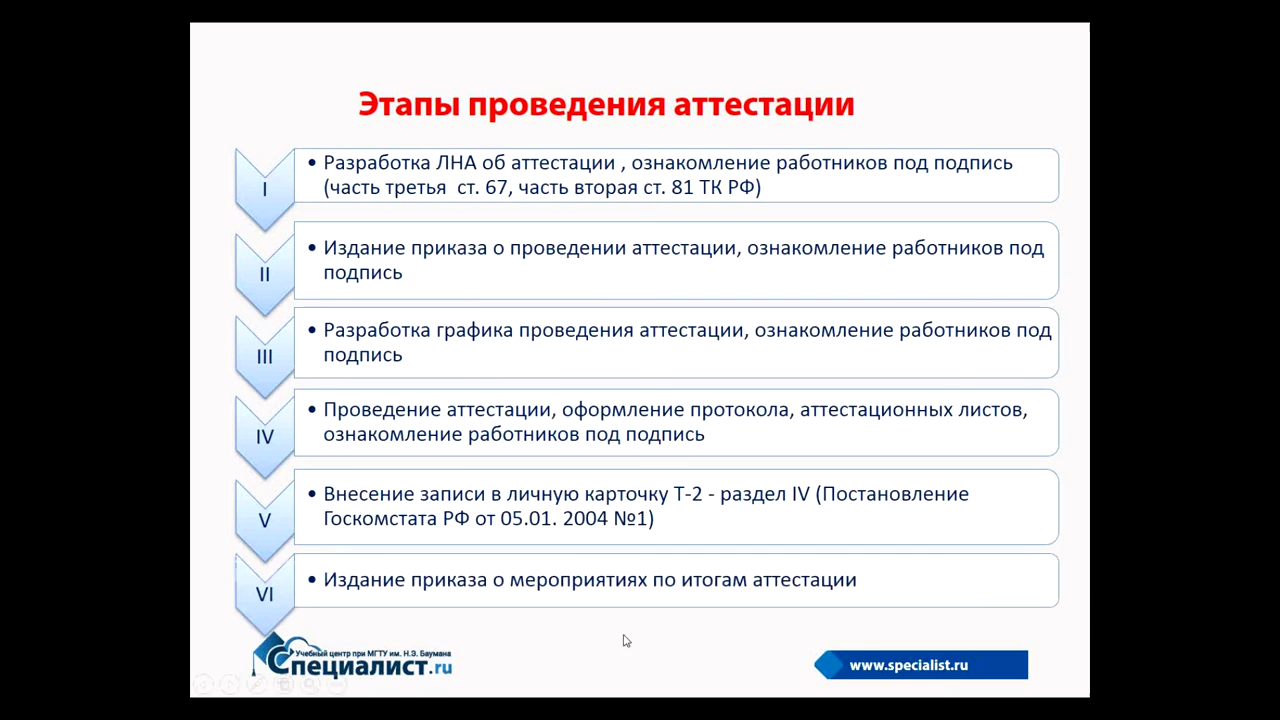 Этапы проведения аттестации
I
• Разработка ЛНА об аттестации , ознакомление работников под подпись
(часть третья ст. 67, часть вторая ст. 81 ТК РФ)
II
• Издание приказа о проведении аттестации, ознакомление работников под
подпись
III
• Разработка графика проведения аттестации, ознакомление работников под
подпись
IV
• Проведение аттестации, оформление протокола, аттестационных листов,
ознакомление работников под подпись
V
• Внесение записи в личную карточку Т-2 - раздел IV (Постановление
Госкомстата РФ от 05.01. 2004 №1)
VI
• Издание приказа о мероприятиях по итогам аттестации
Учебный центр при МГТУ им. Н.Э. Баумана
Специалист.ru
www.specialist.ru